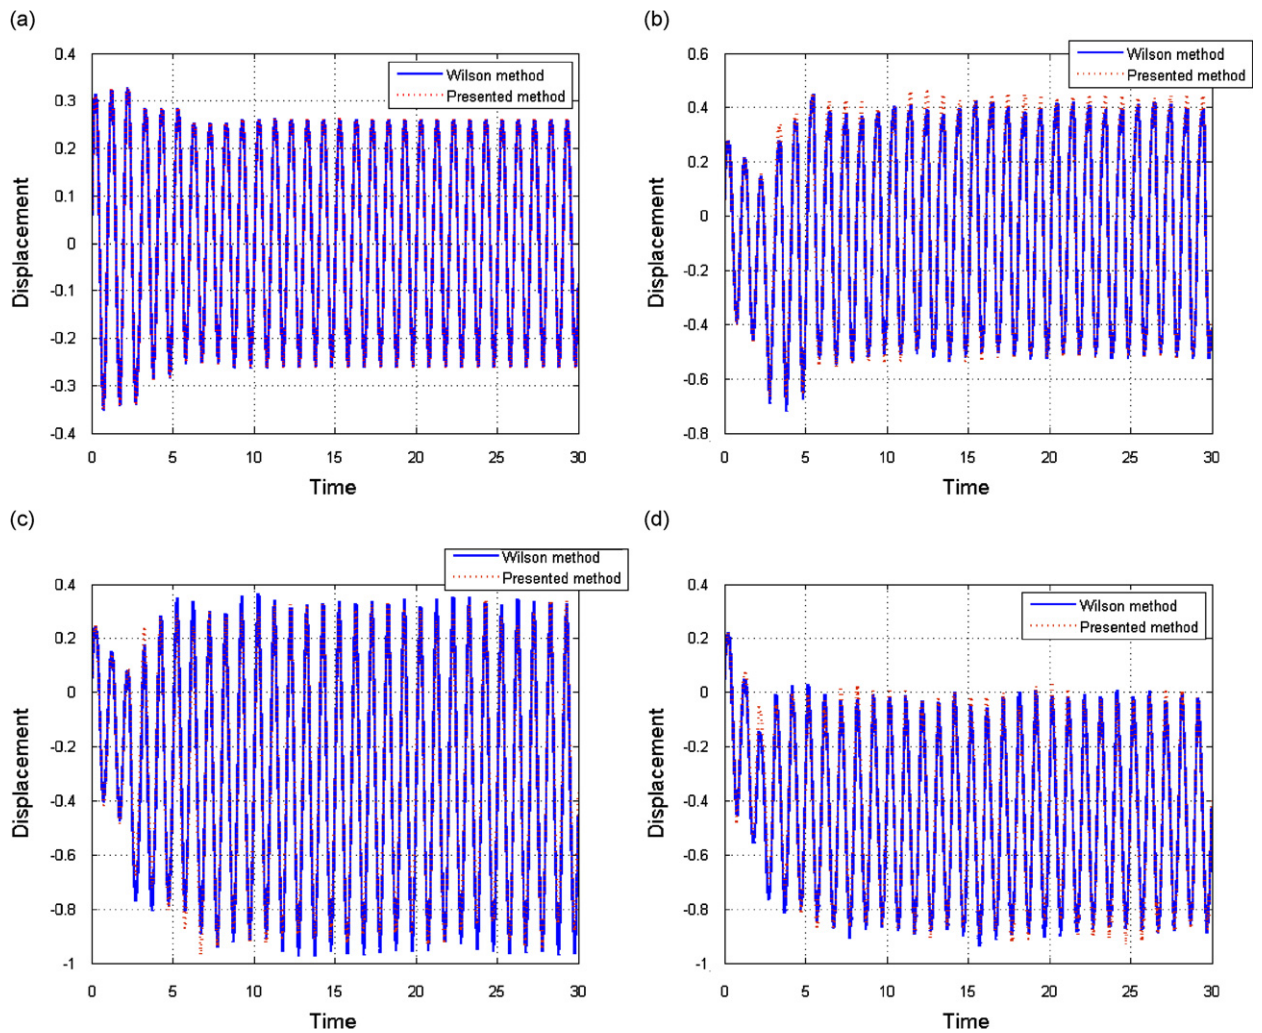 (a)
0.4
0.3
0.2
0.1
0
-0.1
-0.2
-0.3
-0.4
Displacement
Wilson method
Presented method
0 5 10 15 20 25 30
Time
(b)
0.6
0.4
0.2
0
-0.2
-0.4
-0.6
-0.8
Displacement
Wilson method
Presented method
0 5 10 15 20 25 30
Time
(c)
0.4
0.2
0
-0.2
-0.4
-0.6
-0.8
-1
Displacement
Wilson method
Presented method
0 5 10 15 20 25 30
Time
(d)
0.4
0.2
0
-0.2
-0.4
-0.6
-0.8
-1
Displacement
Wilson method
Presented method
0 5 10 15 20 25 30
Time